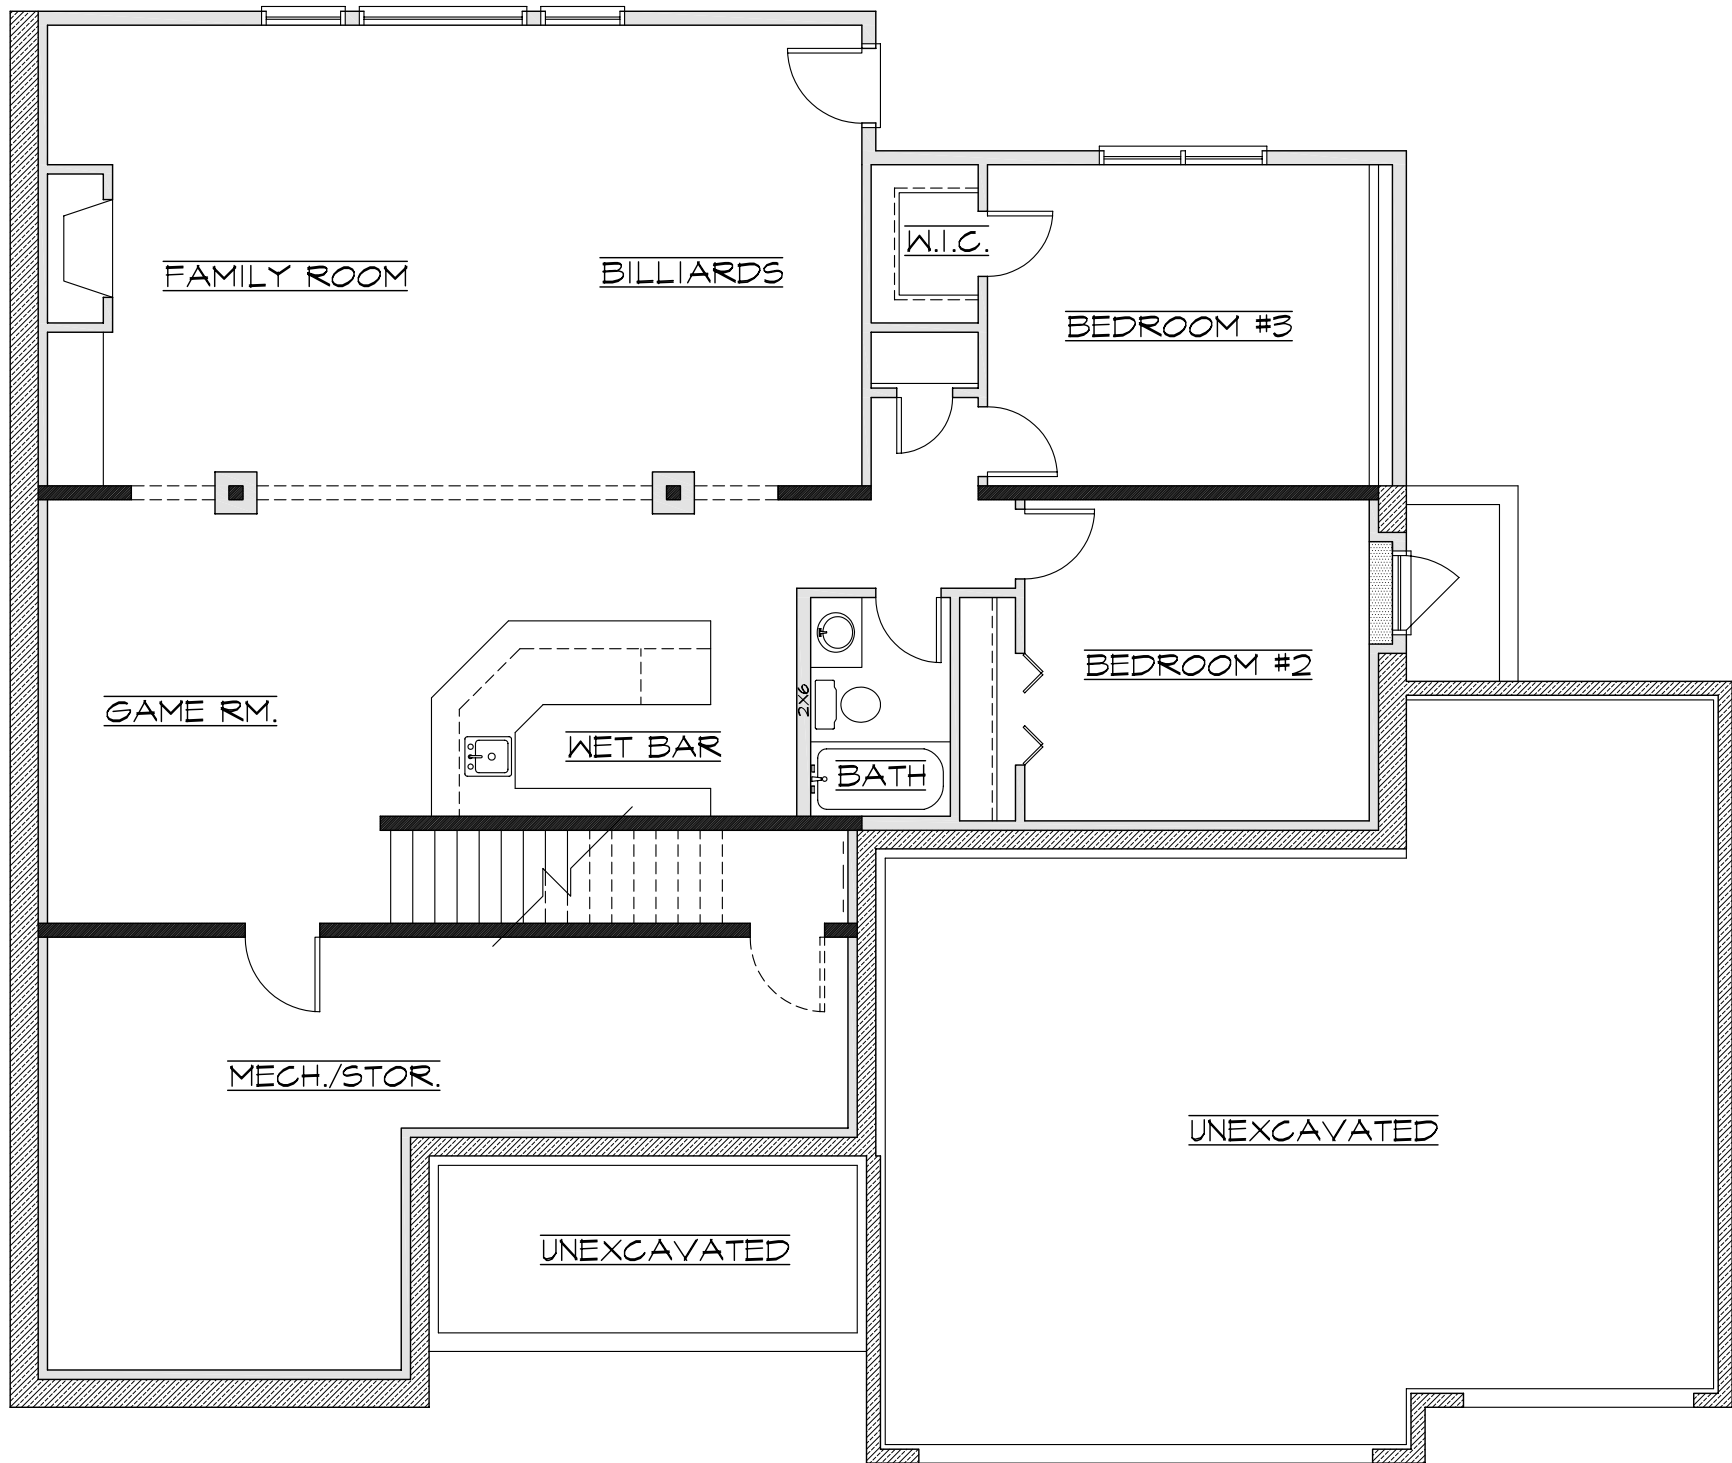 W.I.C.
FAMILY ROOM
BILLIARDS
BEDROOM #3
BEDROOM #2
GAME RM.
2X6
WET BAR
BATH
MECH./STOR.
UNEXCAVATED
UNEXCAVATED